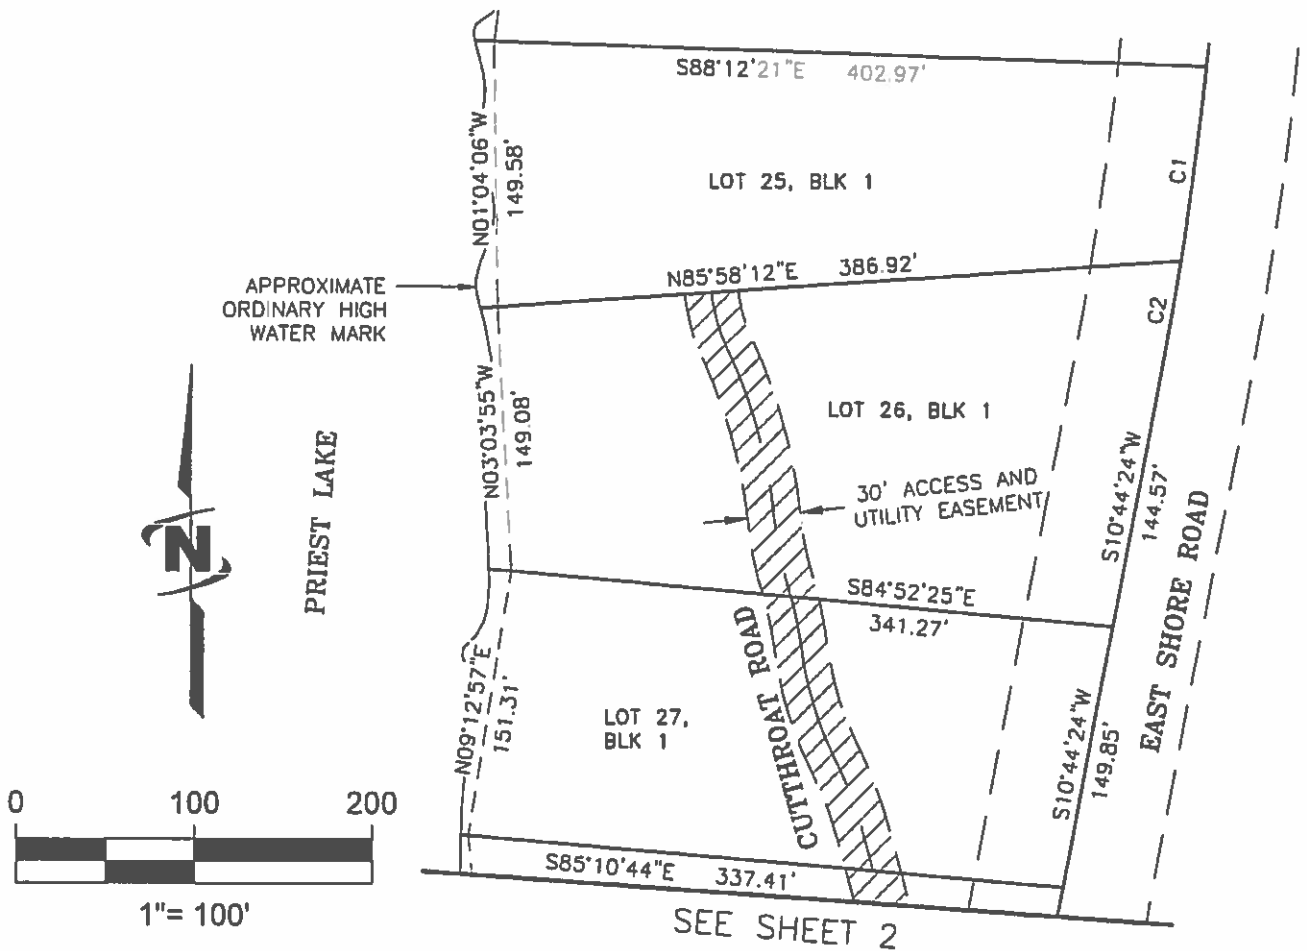 S88°12'21"E 402.97'
N01°04'06"W
149.58'
LOT 25, BLK 1
C1
N85°58'12"E 386.92'
APPROXIMATE
ORDINARY HIGH
WATER MARK
C2
N03°03'55"W
149.08'
LOT 26, BLK 1
PRIEST LAKE
30' ACCESS AND
UTILITY EASEMENT
S10°44'24"W
144.57'
EAST SHORE ROAD
N
S84°52'25"E
341.27'
CUTTHROAT ROAD
N09°12'57"E
151.31'
LOT 27,
BLK 1
S10°44'24"W
149.85'
0 100 200
1"= 100'
S85°10'44"E 337.41'
SEE SHEET 2